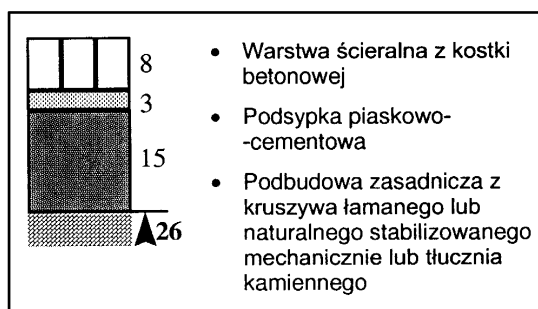 8
3
15
26
• Warstwa ścieralna z kostki
betonowej
• Podsypka piaskowo-
-cementowa
• Podbudowa zasadnicza z
kruszywa łamanego lub
naturalnego stabilizowanego
mechanicznie lub tłucznia
kamiennego